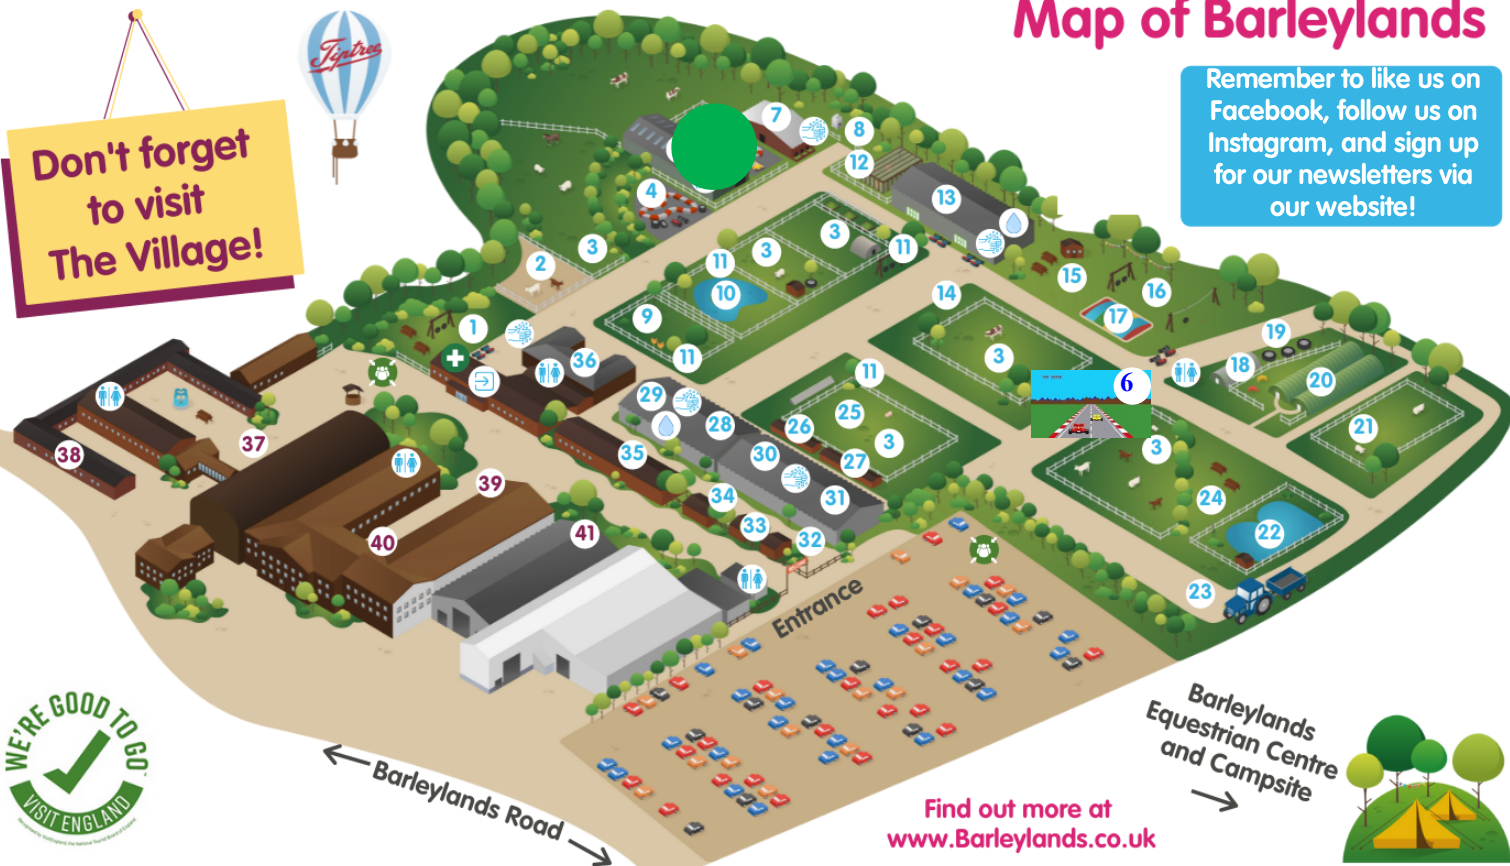 Map of Barleylands
Remember to like us on
Facebook, follow us on
Instagram, and sign up
for our newsletters via
our website!
Tiptree
Don't forget
to visit
The Village!
7
8
12
4
13
3
2
3
3
11
11
10
15
16
14
17
9
1
11
19
36
3
18
20
6
11
29
25
21
28
26
3
3
37
38
35
30
27
39
31
24
34
33
22
41
40
32
23
Entrance
WE'RE GOOD TO GO
VISIT ENGLAND
Barleylands Road
Barleylands
Equestrian Centre
and Campsite
Find out more at
www.Barleylands.co.uk